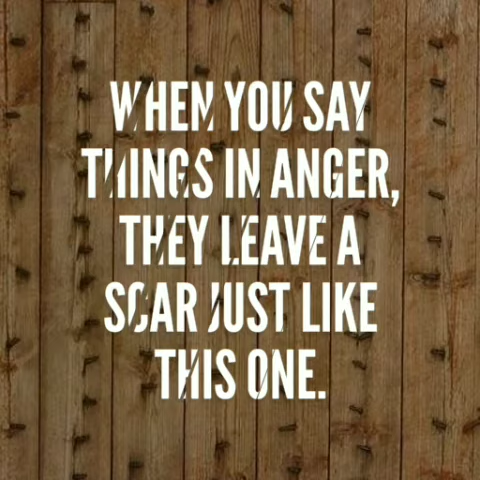 WHEN YOU SAY
THINGS IN ANGER,
THEY LEAVE A
SCAR JUST LIKE
THIS ONE.